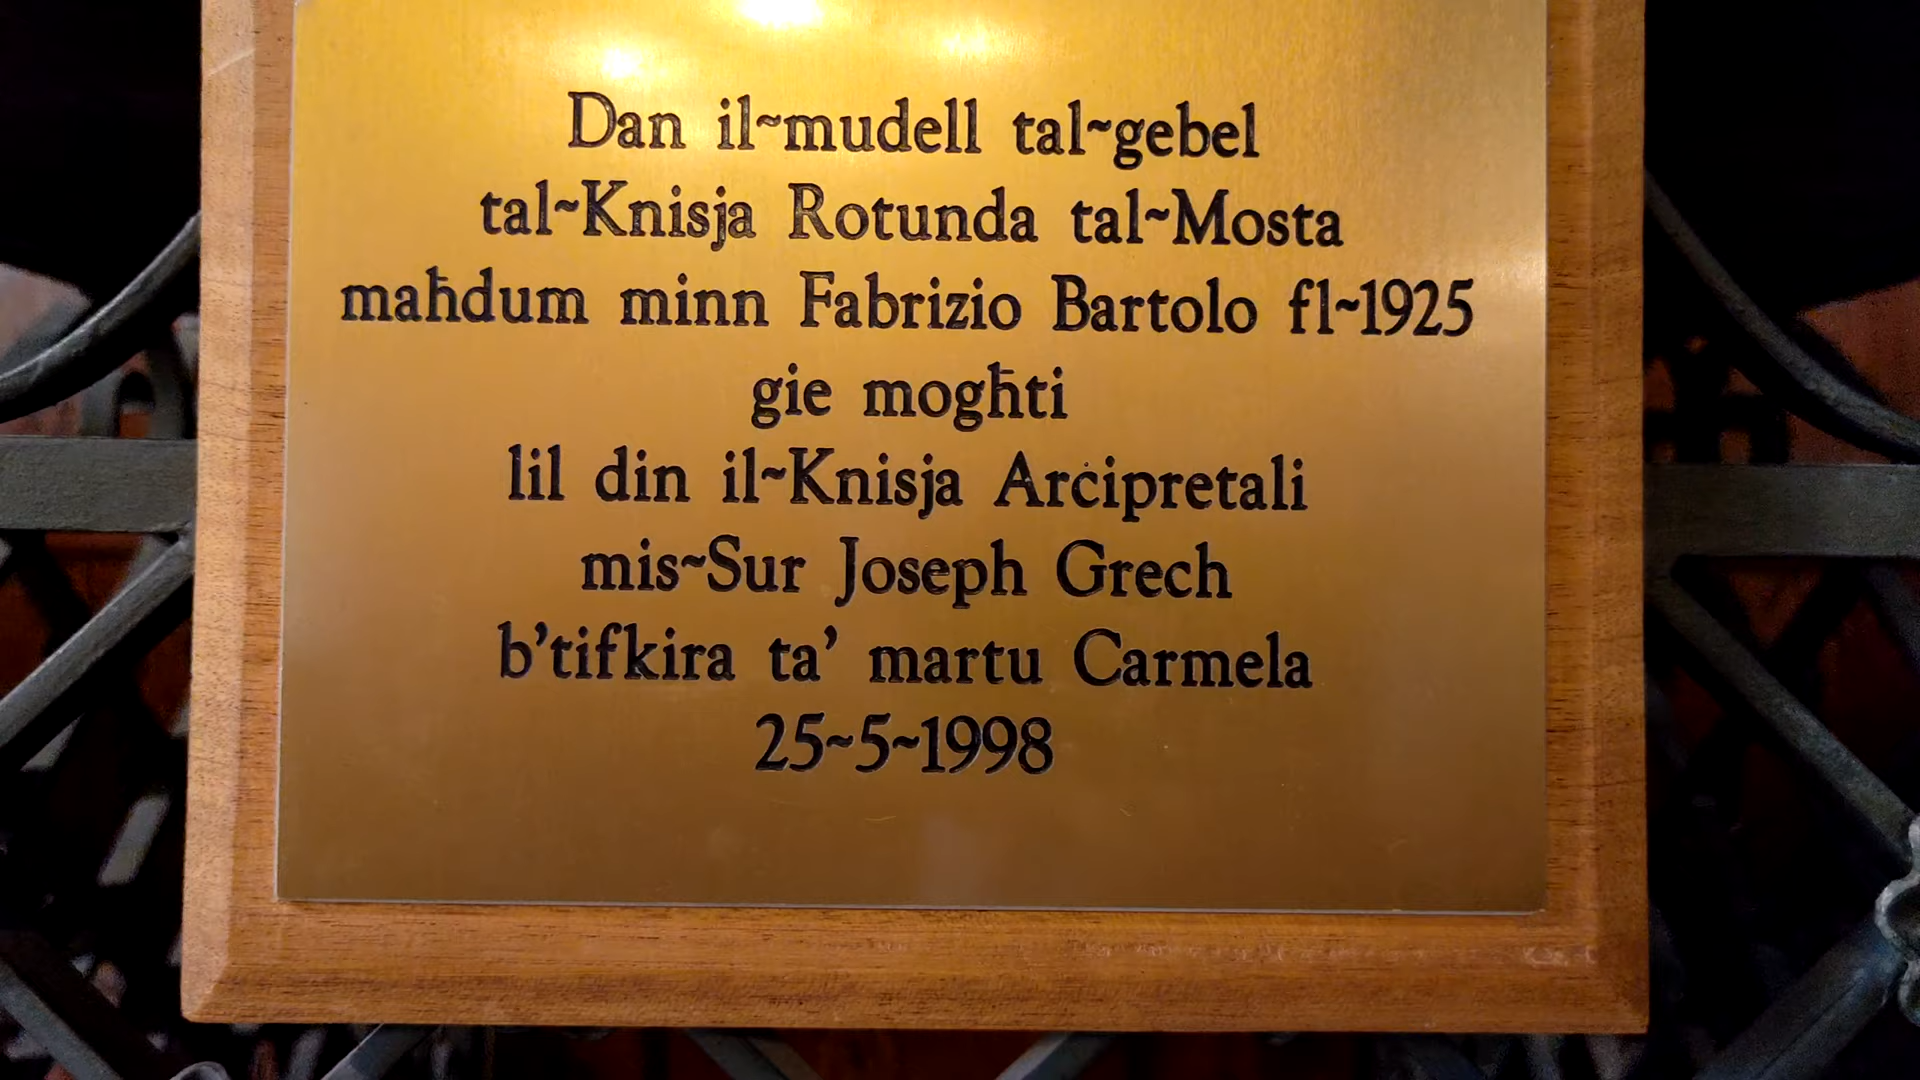 Dan il~mudell tal~gebel
tal~Knisja Rotunda tal~Mosta
maħdum minn Fabrizio Bartolo fl~1925
gie mogħti
lil din il~Knisja Arċipretali
mis~Sur Joseph Grech
b'tifkira ta' martu Carmela
25~5~1998